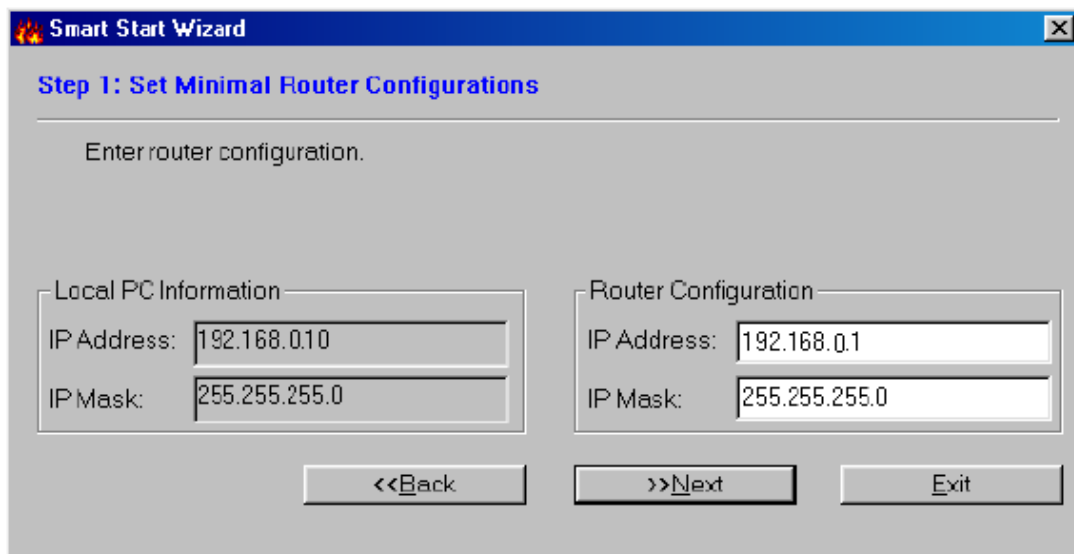 Smart Start Wizard
Step 1: Set Minimal Router Configurations
Enter router configuration.
Local PC Information
IP Address: 192.168.0.10
IP Mask: 255.255.255.0
Router Configuration
IP Address: 192.168.0.1
IP Mask: 255.255.255.0
<<Back
>>Next
Exit